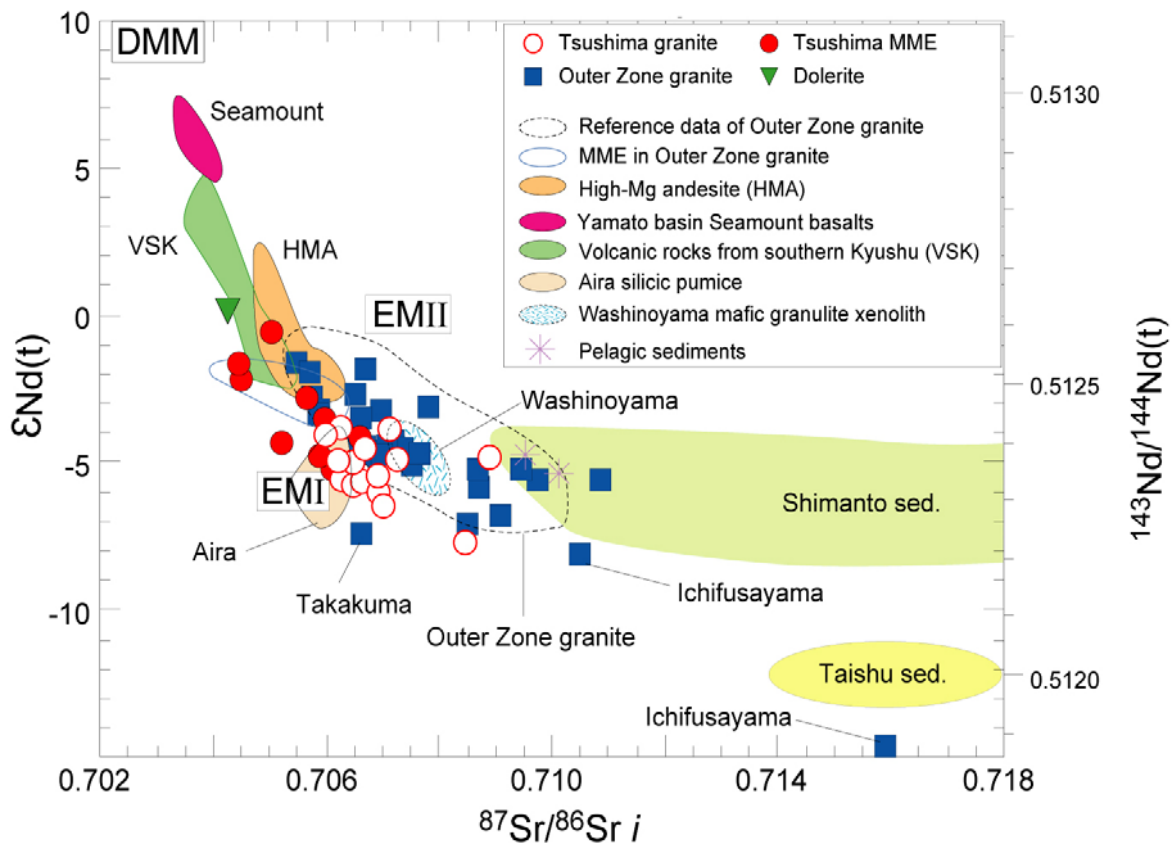 10
5
0
-5
-10
εNd(t)
DMM
Seamount
VSK
HMA
EMII
EMI
Aira
Takakuma
Washinoyama
Outer Zone granite
Ichifusayama
Shimanto sed.
Taishu sed.
Ichifusayama
Tsushima granite
Tsushima MME
Outer Zone granite
Dolerite
Reference data of Outer Zone granite
MME in Outer Zone granite
High-Mg andesite (HMA)
Yamato basin Seamount basalts
Volcanic rocks from southern Kyushu (VSK)
Aira silicic pumice
Washinoyama mafic granulite xenolith
Pelagic sediments
0.5130
0.5125
0.5120
¹⁴³Nd/¹⁴⁴Nd(t)
0.702
0.706
0.710
0.714
0.718
⁸⁷Sr/⁸⁶Sr i